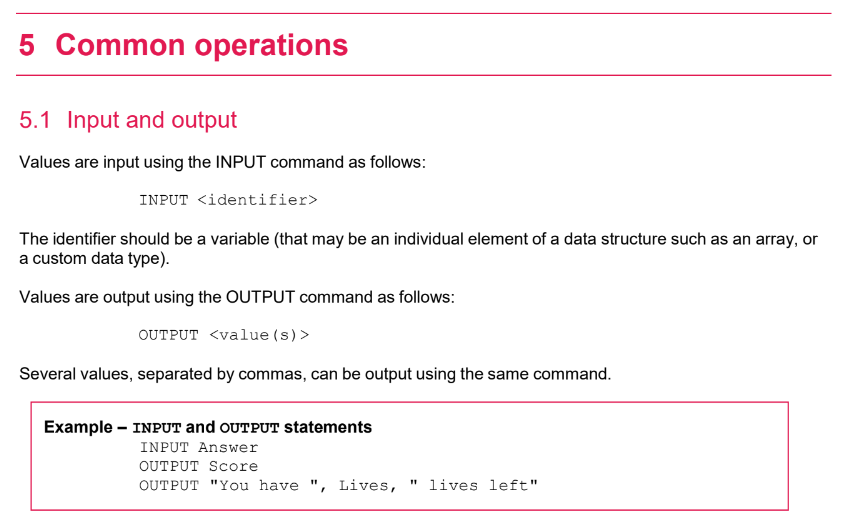 5 Common operations
5.1 Input and output
Values are input using the INPUT command as follows:
INPUT <identifier>
The identifier should be a variable (that may be an individual element of a data structure such as an array, or
a custom data type).
Values are output using the OUTPUT command as follows:
OUTPUT <value(s)>
Several values, separated by commas, can be output using the same command.
Example – INPUT and OUTPUT statements
INPUT Answer
OUTPUT Score
OUTPUT "You have ", Lives, " lives left"